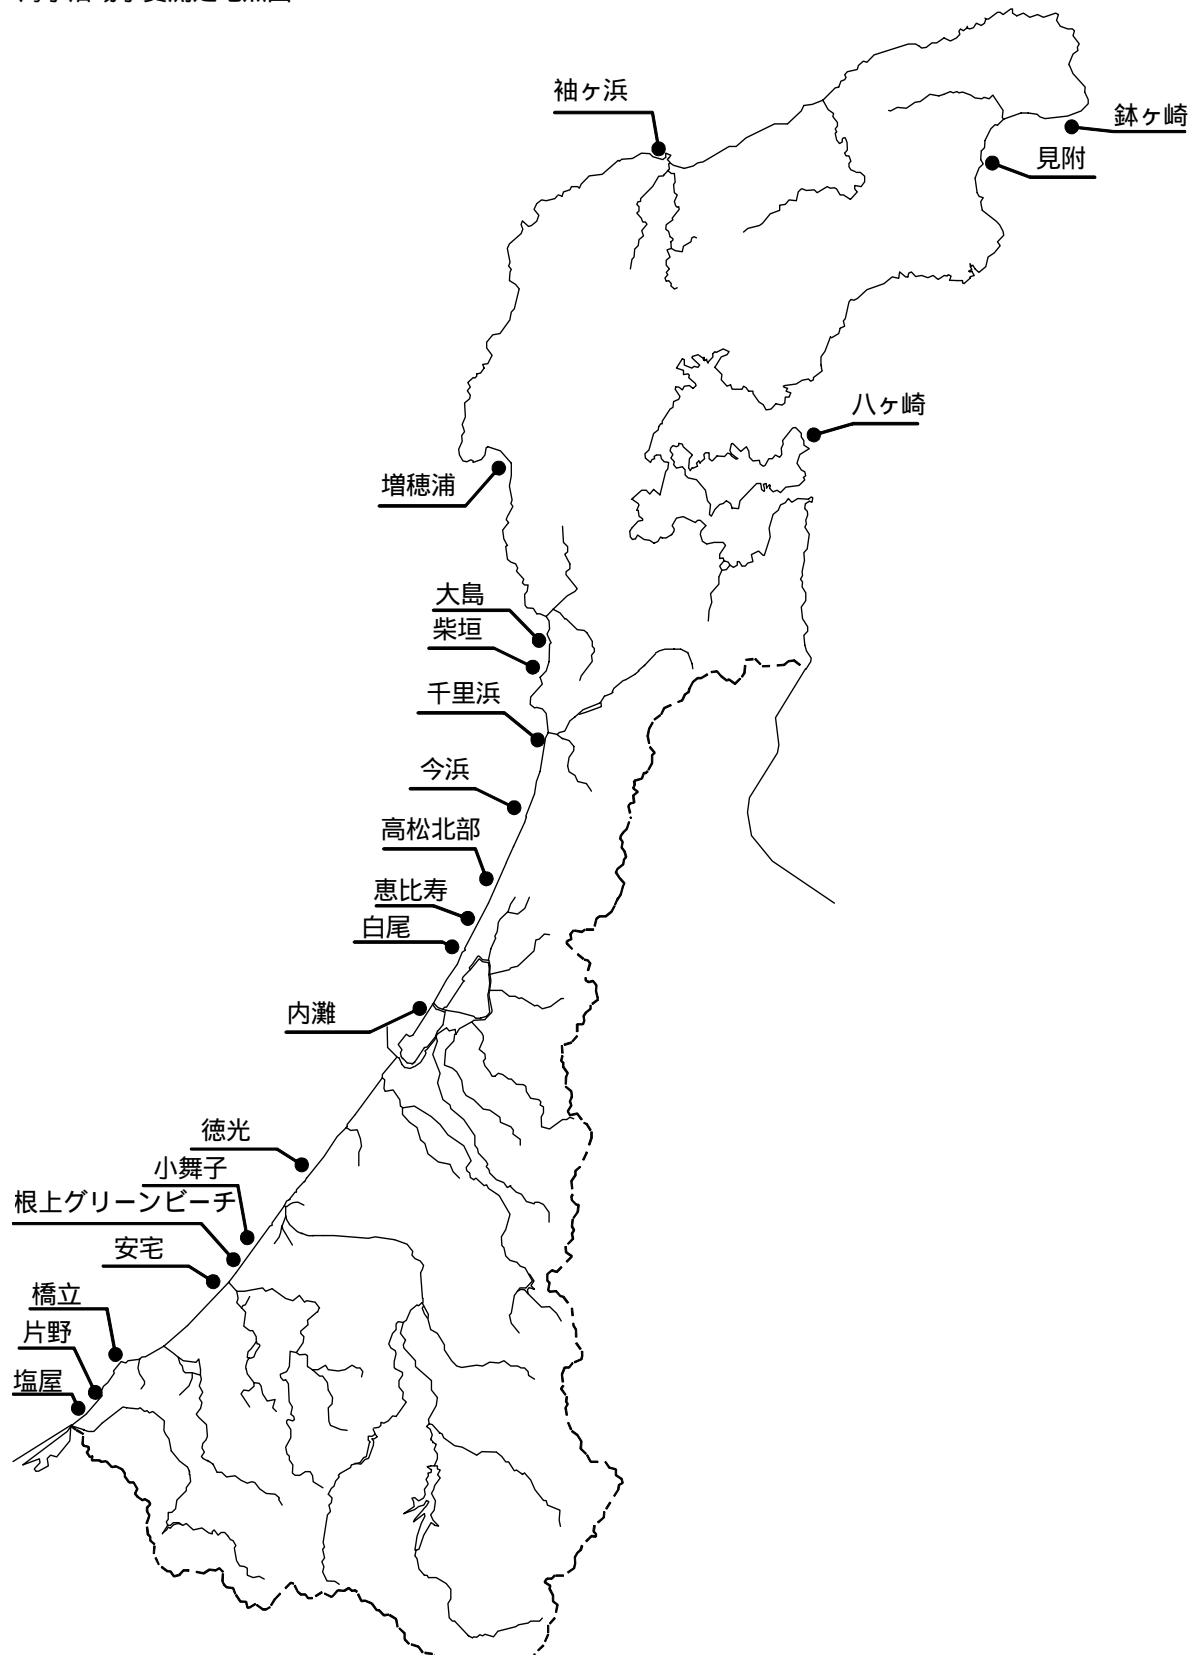 袖ヶ浜
鉢ヶ崎
見附
八ヶ崎
増穂浦
大島
柴垣
千里浜
今浜
高松北部
恵比寿
白尾
内灘
徳光
小舞子
根上グリーンビーチ
安宅
橋立
片野
塩屋